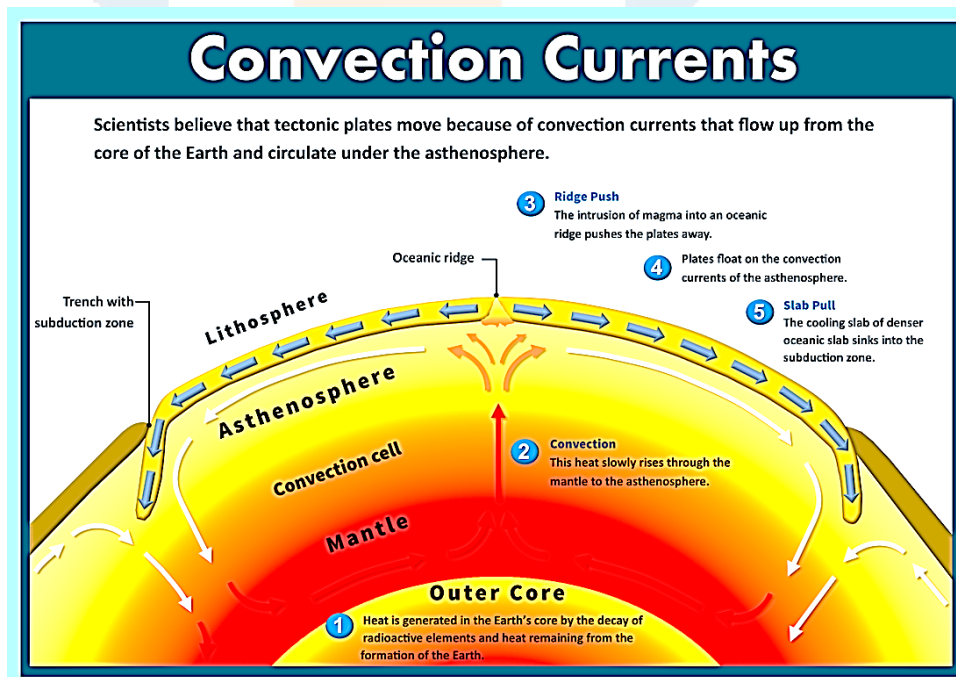 Convection Currents
Scientists believe that tectonic plates move because of convection currents that flow up from the
core of the Earth and circulate under the asthenosphere.
3 Ridge Push
The intrusion of magma into an oceanic
ridge pushes the plates away.
Oceanic ridge
4 Plates float on the convection
currents of the asthenosphere.
Trench with
subduction zone
Lithosphere
5 Slab Pull
The cooling slab of denser
oceanic slab sinks into the
subduction zone.
Asthenosphere
Convection cell
2 Convection
This heat slowly rises through the
mantle to the asthenosphere.
Mantle
Outer Core
1 Heat is generated in the Earth's core by the decay of
radioactive elements and heat remaining from the
formation of the Earth.